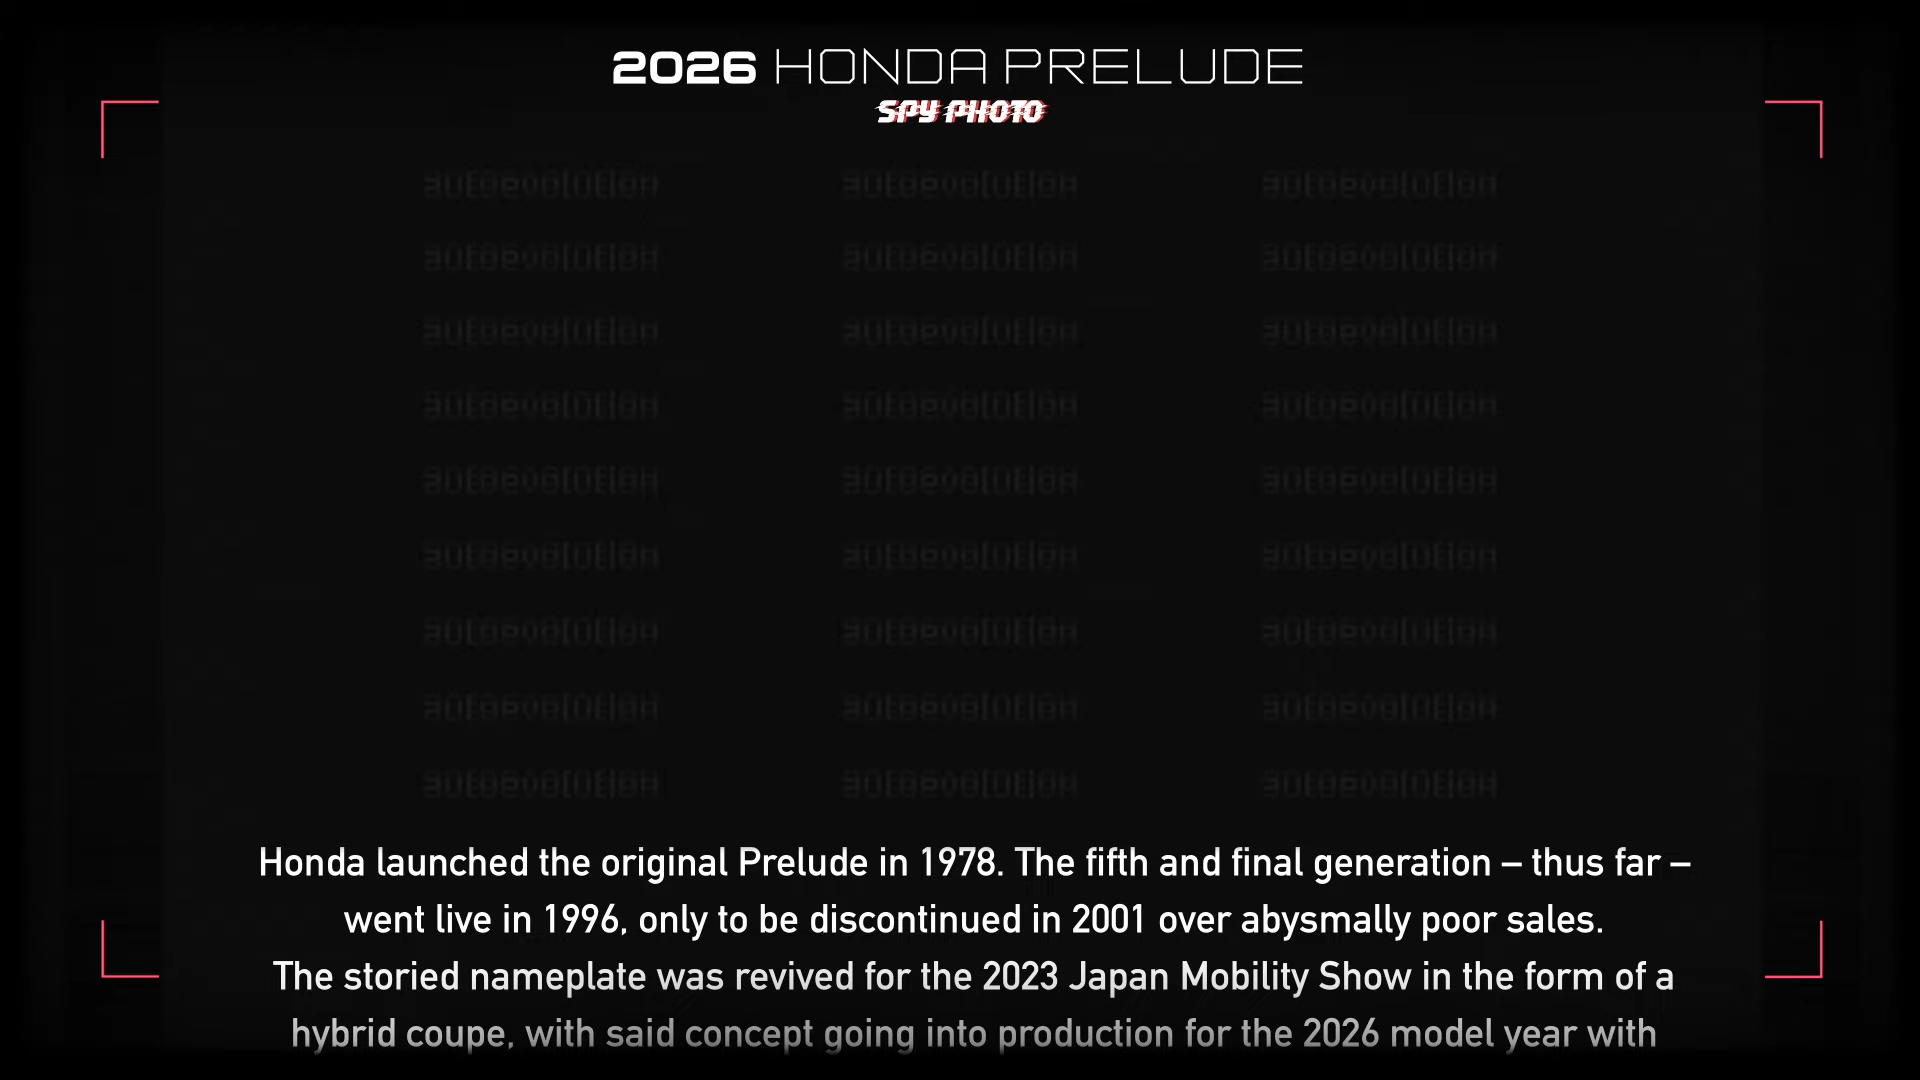 2026 HONDA PRELUDE
SPY PHOTO
Honda launched the original Prelude in 1978. The fifth and final generation – thus far –
went live in 1996, only to be discontinued in 2001 over abysmally poor sales.
The storied nameplate was revived for the 2023 Japan Mobility Show in the form of a
hybrid coupe, with said concept going into production for the 2026 model year with